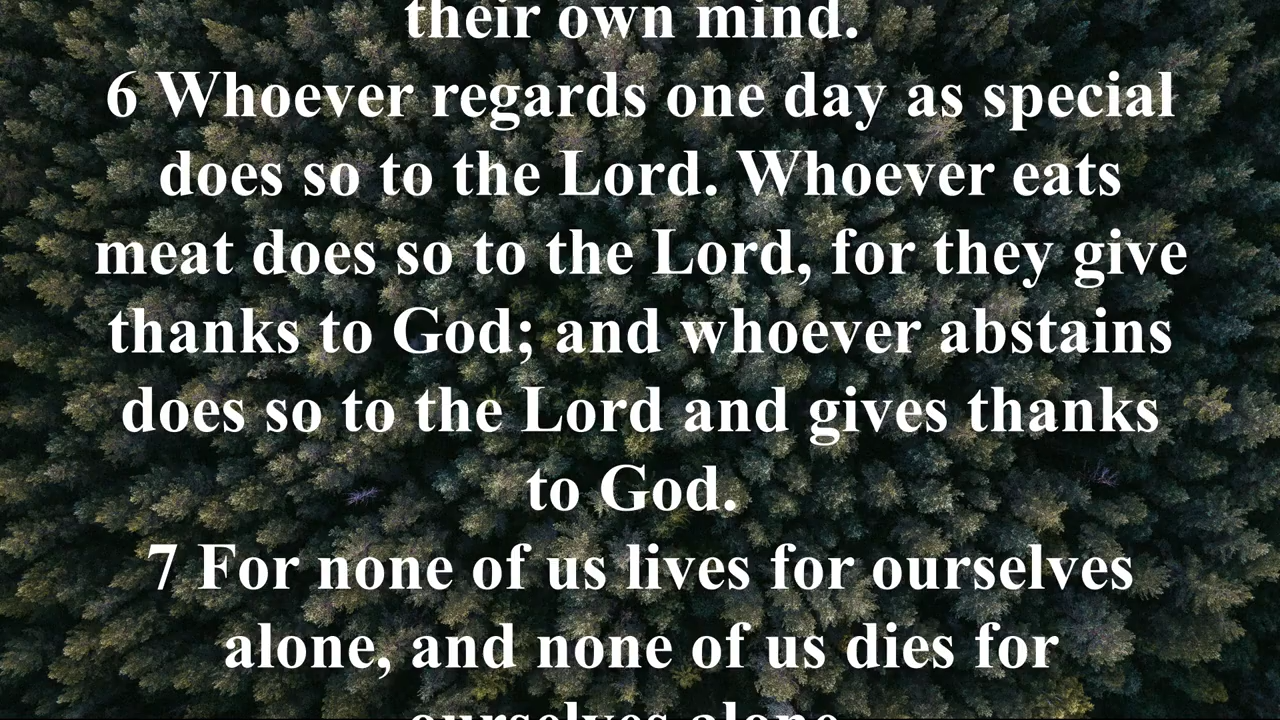 their own mind.
6 Whoever regards one day as special
does so to the Lord. Whoever eats
meat does so to the Lord, for they give
thanks to God; and whoever abstains
does so to the Lord and gives thanks
to God.
7 For none of us lives for ourselves
alone, and none of us dies for
ourselves alone.